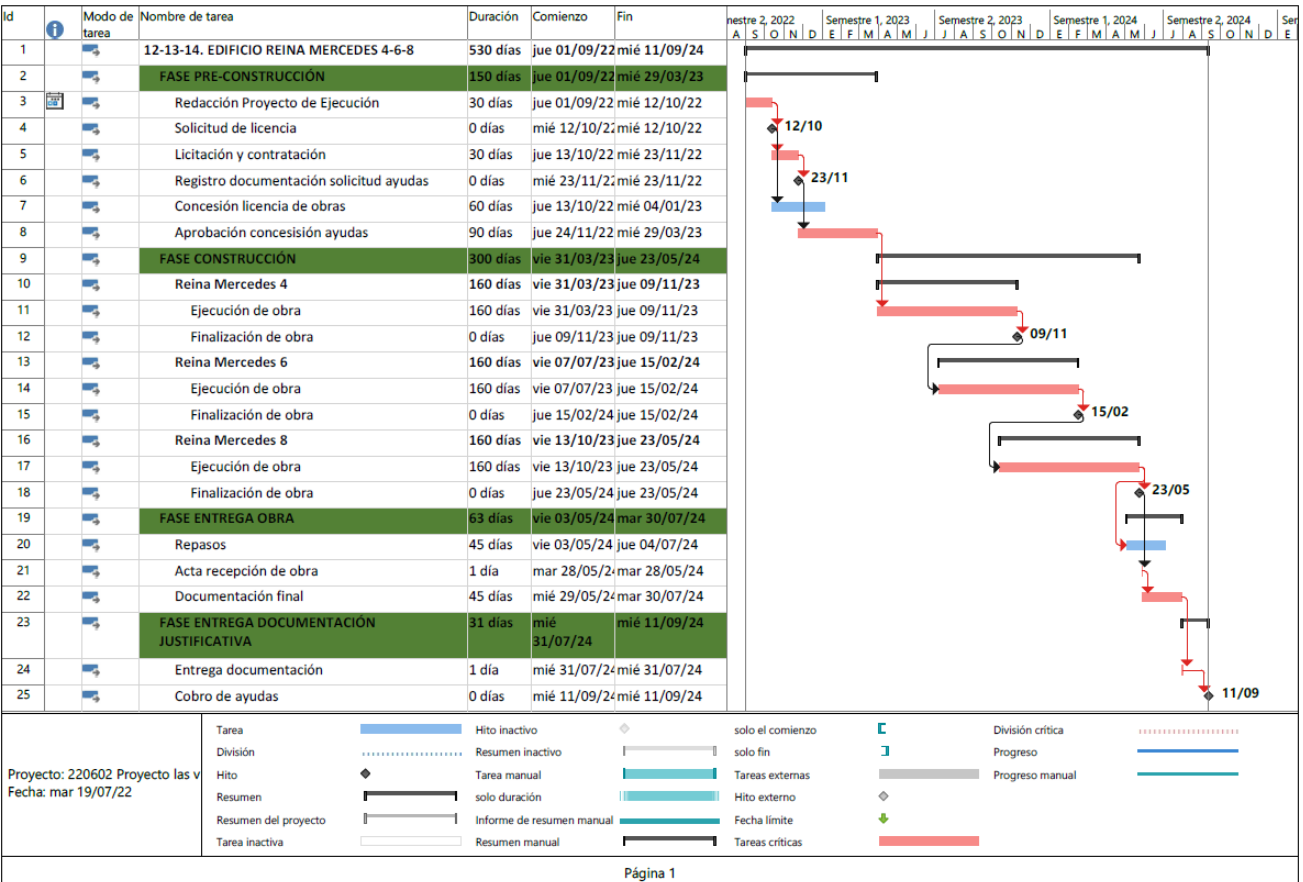 Id Modo de tarea Nombre de tarea Duración Comienzo Fin
nestre 2, 2022 Semestre 1, 2023 Semestre 2, 2023 Semestre 1, 2024 Semestre 2, 2024 Ser
A S O N D E F M A M J J A S O N D E F M A M J J A S O N D E
1 12-13-14. EDIFICIO REINA MERCEDES 4-6-8 530 días jue 01/09/22 mié 11/09/24
2 FASE PRE-CONSTRUCCIÓN 150 días jue 01/09/22 mié 29/03/23
3 Redacción Proyecto de Ejecución 30 días jue 01/09/22 mié 12/10/22
4 Solicitud de licencia 0 días mié 12/10/22 mié 12/10/22 12/10
5 Licitación y contratación 30 días jue 13/10/22 mié 23/11/22
6 Registro documentación solicitud ayudas 0 días mié 23/11/22 mié 23/11/22 23/11
7 Concesión licencia de obras 60 días jue 13/10/22 mié 04/01/23
8 Aprobación concesisión ayudas 90 días jue 24/11/22 mié 29/03/23
9 FASE CONSTRUCCIÓN 300 días vie 31/03/23 jue 23/05/24
10 Reina Mercedes 4 160 días vie 31/03/23 jue 09/11/23
11 Ejecución de obra 160 días vie 31/03/23 jue 09/11/23
12 Finalización de obra 0 días jue 09/11/23 jue 09/11/23 09/11
13 Reina Mercedes 6 160 días vie 07/07/23 jue 15/02/24
14 Ejecución de obra 160 días vie 07/07/23 jue 15/02/24
15 Finalización de obra 0 días jue 15/02/24 jue 15/02/24 15/02
16 Reina Mercedes 8 160 días vie 13/10/23 jue 23/05/24
17 Ejecución de obra 160 días vie 13/10/23 jue 23/05/24
18 Finalización de obra 0 días jue 23/05/24 jue 23/05/24 23/05
19 FASE ENTREGA OBRA 63 días vie 03/05/24 mar 30/07/24
20 Repasos 45 días vie 03/05/24 jue 04/07/24
21 Acta recepción de obra 1 día mar 28/05/24 mar 28/05/24
22 Documentación final 45 días mié 29/05/24 mar 30/07/24
23 FASE ENTREGA DOCUMENTACIÓN JUSTIFICATIVA 31 días mié 31/07/24 mié 11/09/24
24 Entrega documentación 1 día mié 31/07/24 mié 31/07/24
25 Cobro de ayudas 0 días mié 11/09/24 mié 11/09/24 11/09
Proyecto: 220602 Proyecto las v
Fecha: mar 19/07/22
Tarea Hito inactivo solo el comienzo División crítica
División Resumen inactivo solo fin Progreso
Hito Tarea manual Tareas externas Progreso manual
Resumen solo duración Hito externo
Resumen del proyecto Informe de resumen manual Fecha límite
Tarea inactiva Resumen manual Tareas críticas
Página 1